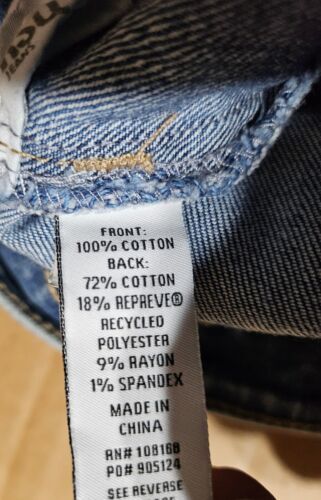 JEANS
FRONT:
100% COTTON
BACK:
72% COTTON
18% REPREVE®
RECYCLED
POLYESTER
9% RAYON
1% SPANDEX
MADE IN
CHINA
RN# 108168
PO# 905124
SEE REVERSE